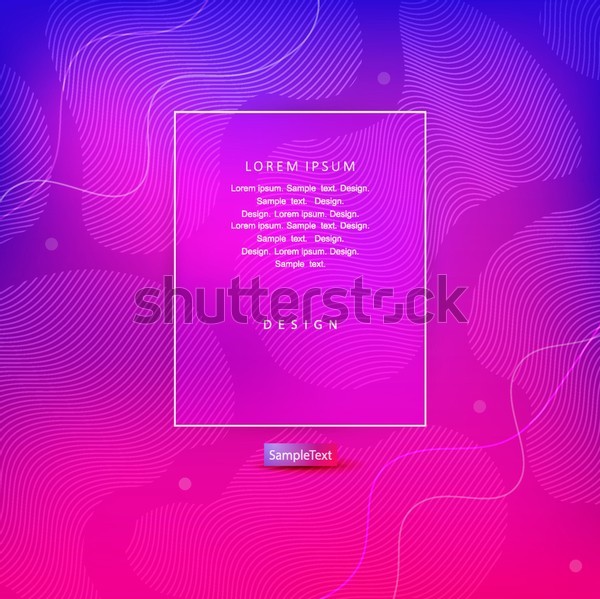 LOREM IPSUM
Lorem ipsum. Sample text. Design.
Sample text. Design.
Design. Lorem ipsum. Design.
Lorem ipsum. Sample text. Design.
Sample text. Design.
Design. Lorem ipsum. Design.
Sample text.
shutterstock
DESIGN
SampleText